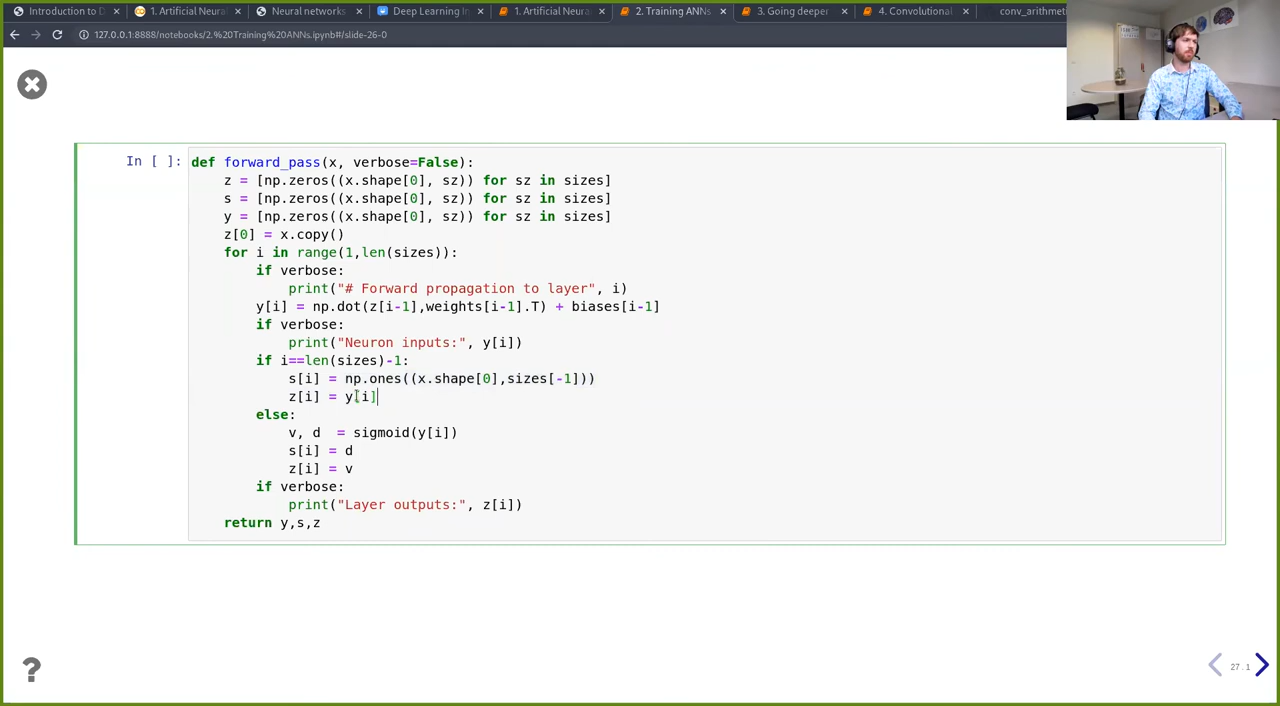 Introduction to D
1. Artificial Neura
Neural networks
Deep Learning In
1. Artificial Neura
2. Training ANNs
3. Going deeper
4. Convolutional
conv_arithmeti
127.0.0.1:8888/notebooks/2.%20Training%20ANNs.ipynb#/slide-26-0
In [ ]:
def forward_pass(x, verbose=False):
    z = [np.zeros((x.shape[0], sz)) for sz in sizes]
    s = [np.zeros((x.shape[0], sz)) for sz in sizes]
    y = [np.zeros((x.shape[0], sz)) for sz in sizes]
    z[0] = x.copy()
    for i in range(1,len(sizes)):
        if verbose:
            print("# Forward propagation to layer", i)
        y[i] = np.dot(z[i-1],weights[i-1].T) + biases[i-1]
        if verbose:
            print("Neuron inputs:", y[i])
        if i==len(sizes)-1:
            s[i] = np.ones((x.shape[0],sizes[-1]))
            z[i] = y[i]
        else:
            v, d  = sigmoid(y[i])
            s[i] = d
            z[i] = v
        if verbose:
            print("Layer outputs:", z[i])
    return y,s,z
?
27.1